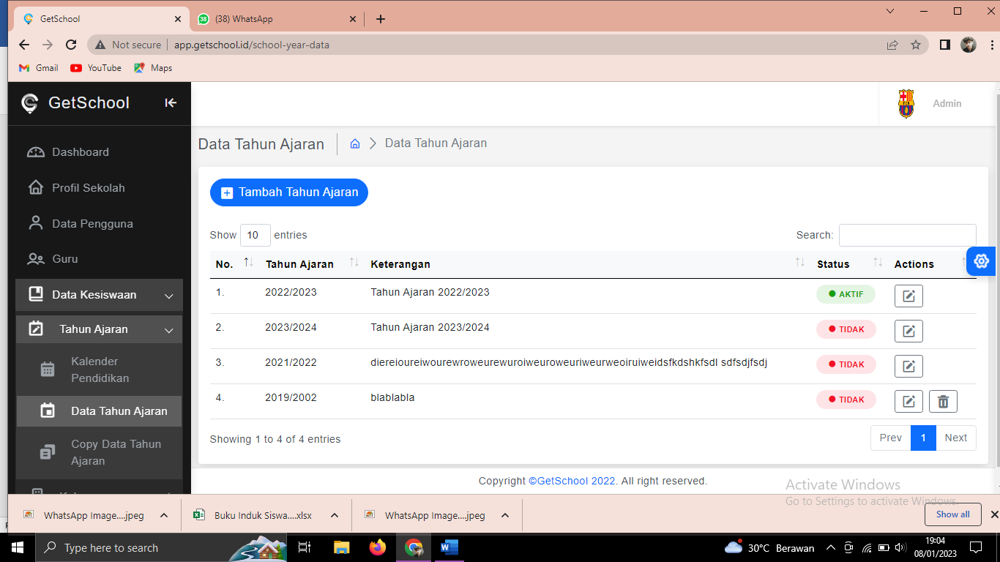 GetSchool
38
(38) WhatsApp
Not secure
app.getschool.id/school-year-data
Gmail
YouTube
Maps
GetSchool
Admin
Dashboard
Profil Sekolah
Data Pengguna
Guru
Data Kesiswaan
Tahun Ajaran
Kalender
Pendidikan
Data Tahun Ajaran
Copy Data Tahun
Ajaran
Data Tahun Ajaran
Data Tahun Ajaran
Tambah Tahun Ajaran
Show 10 entries
Search:
No. Tahun Ajaran Keterangan Status Actions
1. 2022/2023 Tahun Ajaran 2022/2023 AKTIF
2. 2023/2024 Tahun Ajaran 2023/2024 TIDAK
3. 2021/2022 diereioureiwourewroweurewuroiweuroweuriweurweoiruiweidsfkdshkfsdl sdfsdjfsdj TIDAK
4. 2019/2002 blablabla TIDAK
Showing 1 to 4 of 4 entries
Prev 1 Next
Copyright ©GetSchool 2022. All right reserved.
Activate Windows
Go to Settings to activate Windows.
WhatsApp Image....jpeg
Buku Induk Siswa....xlsx
WhatsApp Image....jpeg
Show all
Type here to search
30°C Berawan
19:04
08/01/2023